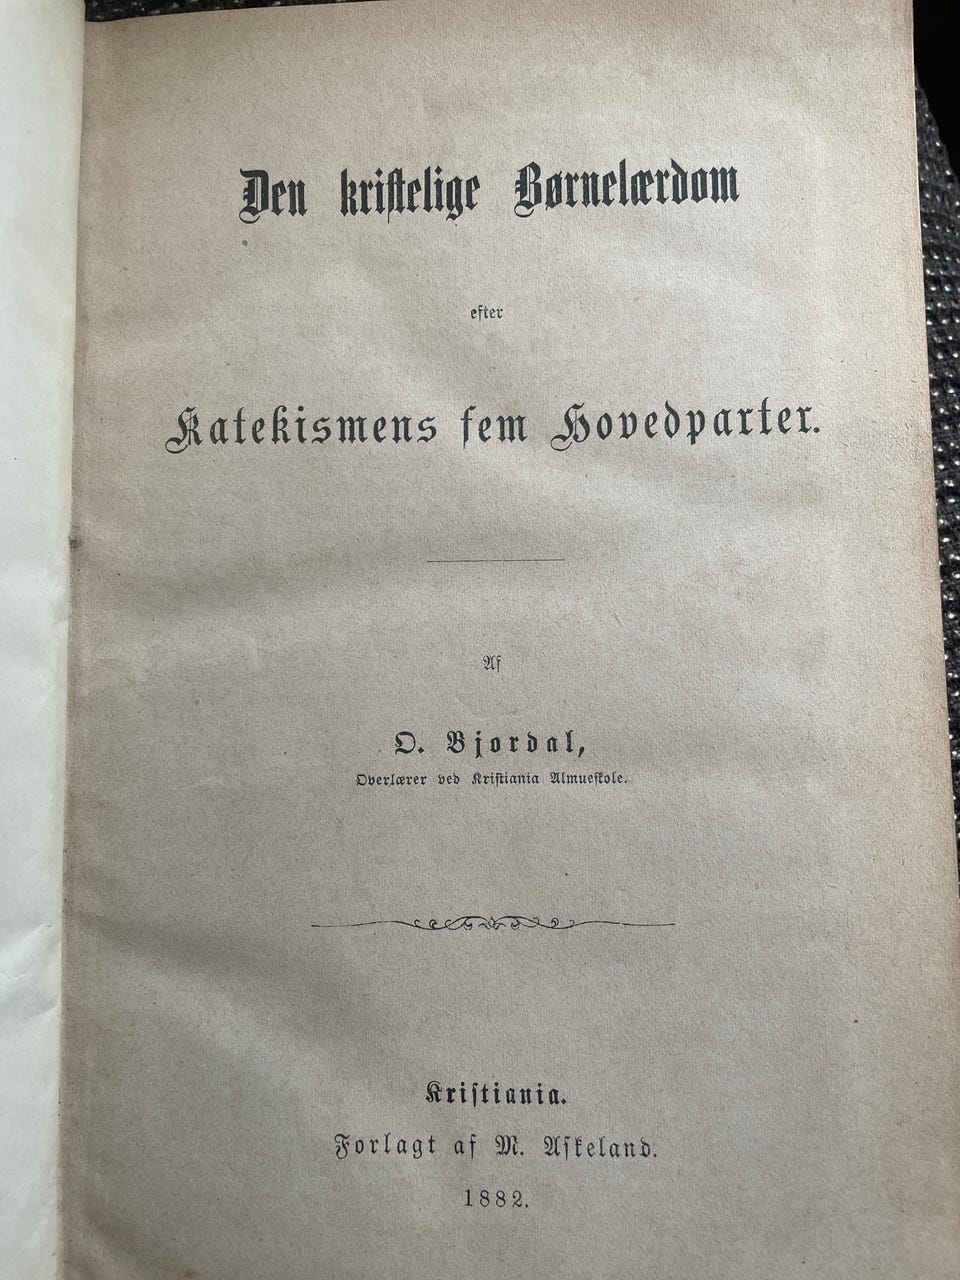 Den kristelige Børnelærdom
efter
Katekismens fem Hovedparter.
Af
O. Bjordal,
Overlærer ved Kristiania Almueskole.
Kristiania.
Forlagt af M. Askeland.
1882.